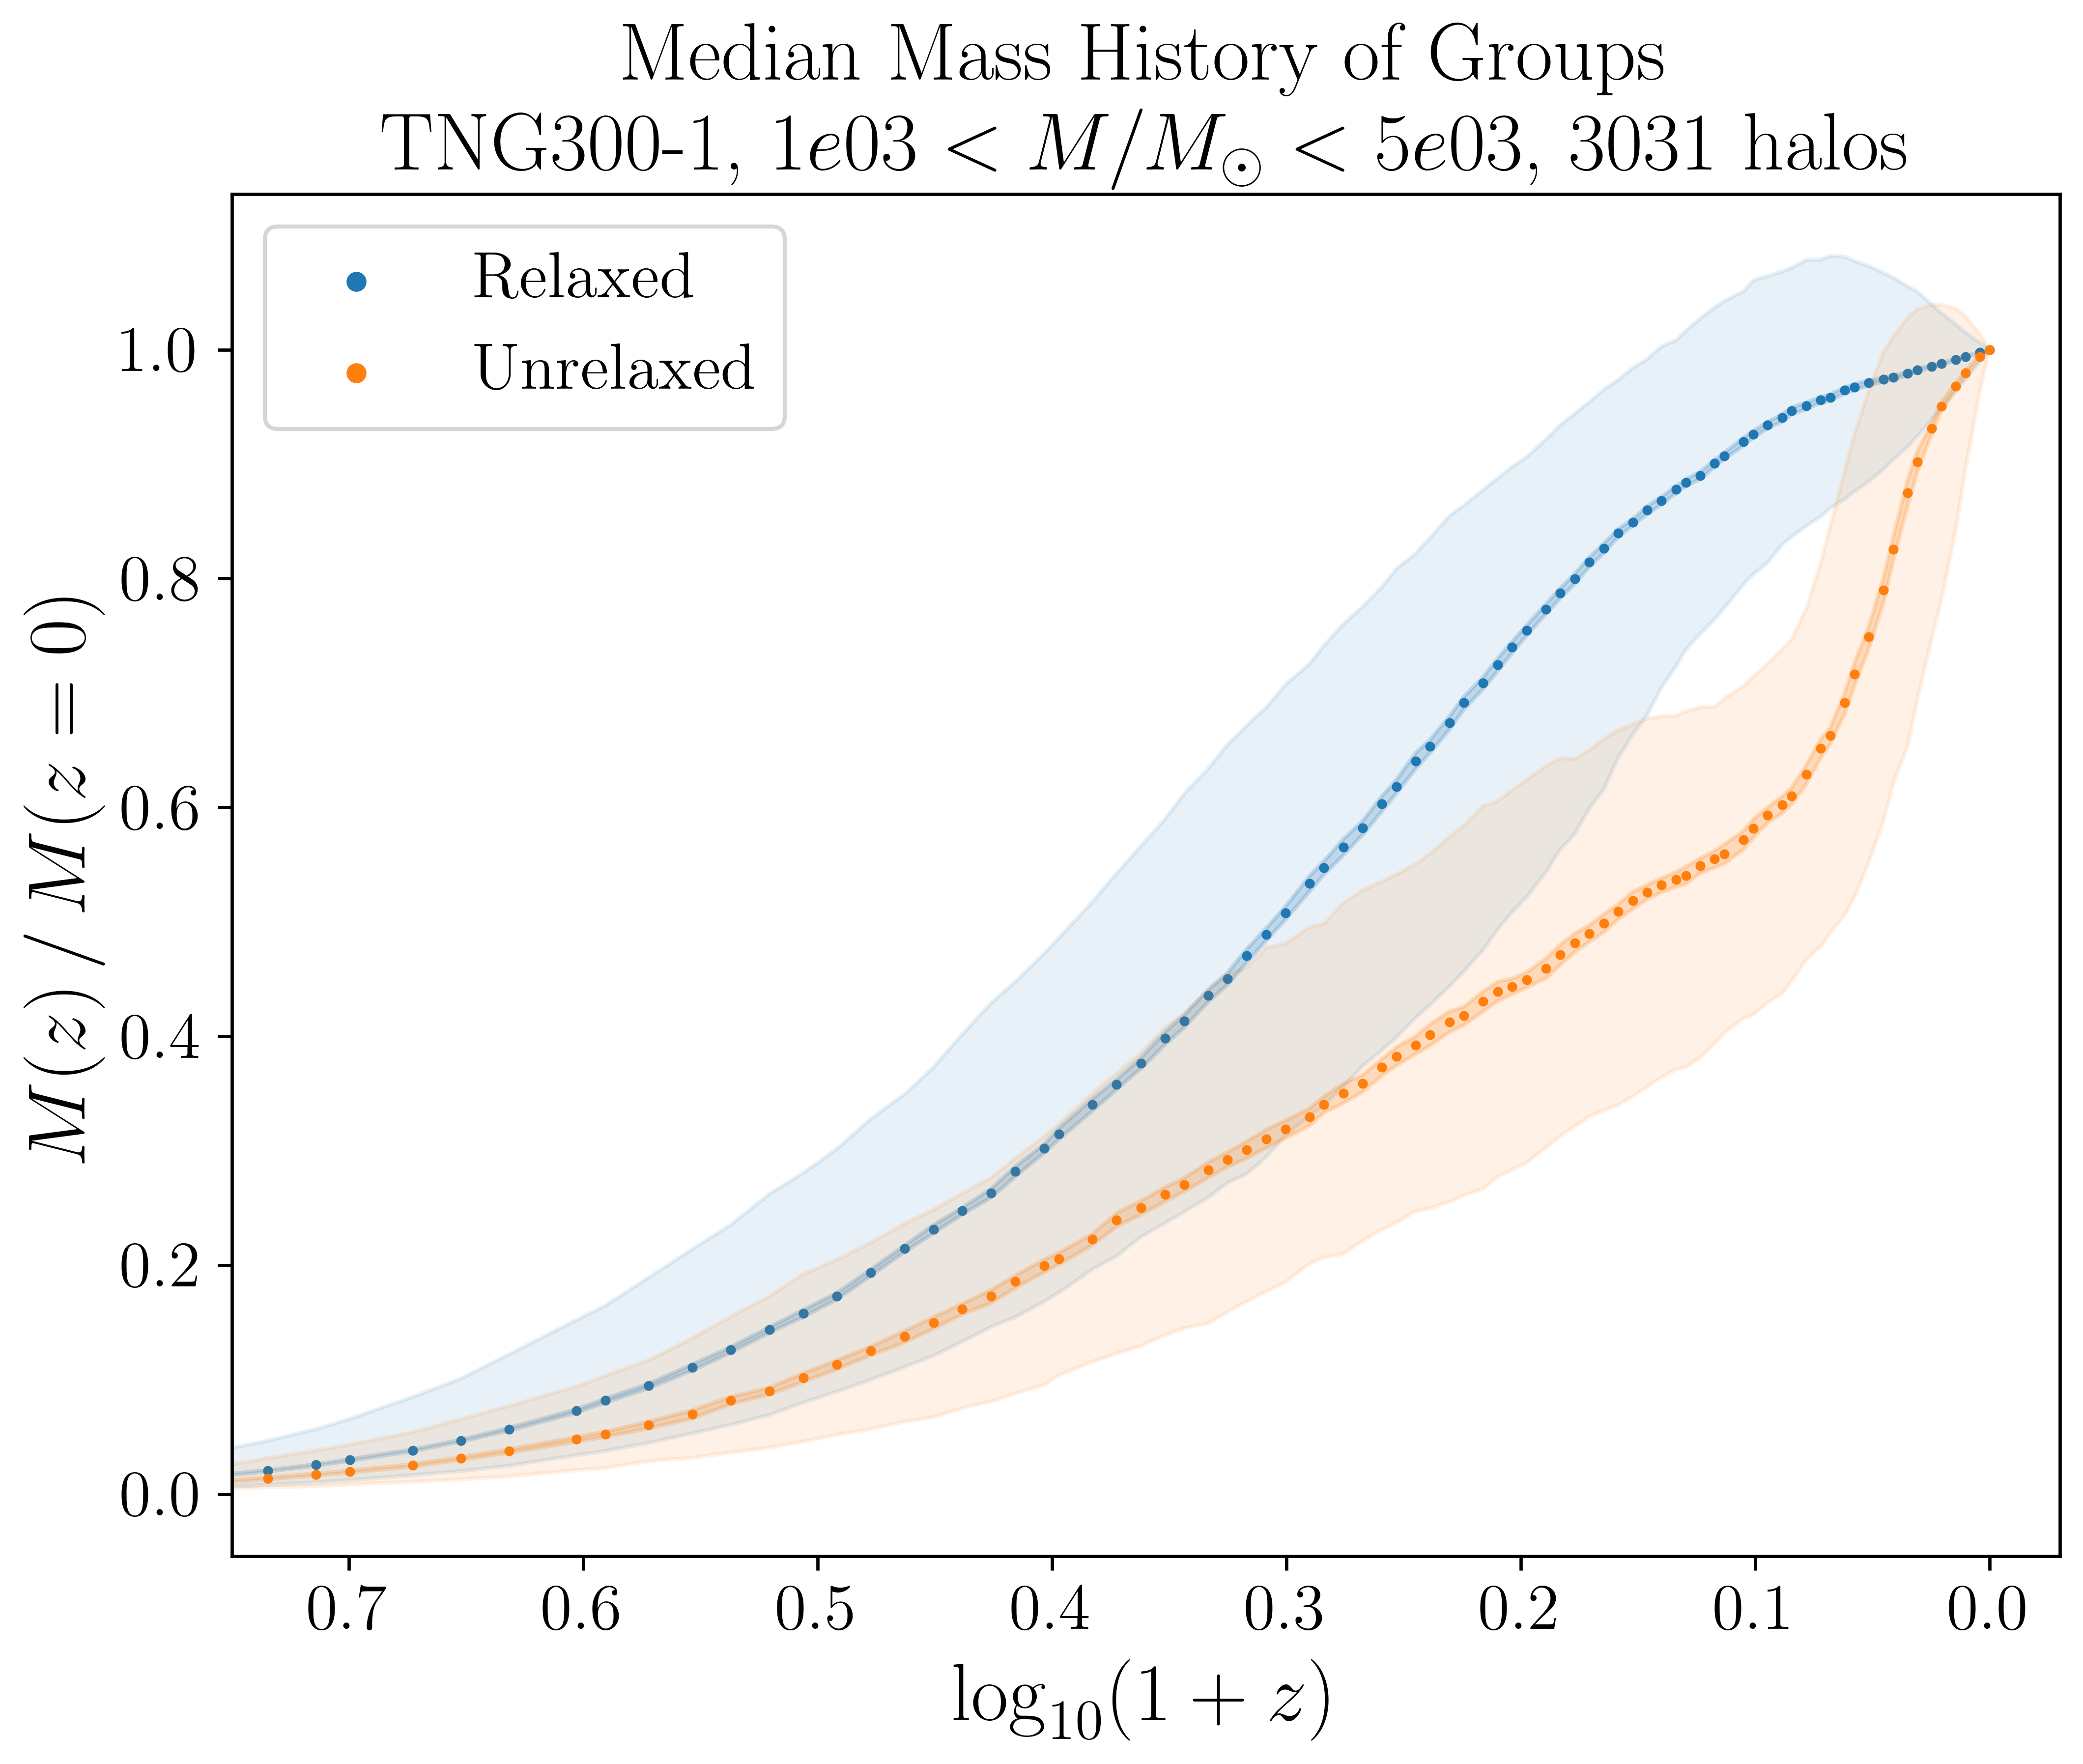 Median Mass History of Groups
TNG300-1, 1e03 < M/M⊙ < 5e03, 3031 halos
Relaxed
Unrelaxed
1.0
0.8
0.6
0.4
0.2
0.0
M(z) / M(z = 0)
0.7 0.6 0.5 0.4 0.3 0.2 0.1 0.0
log₁₀(1 + z)